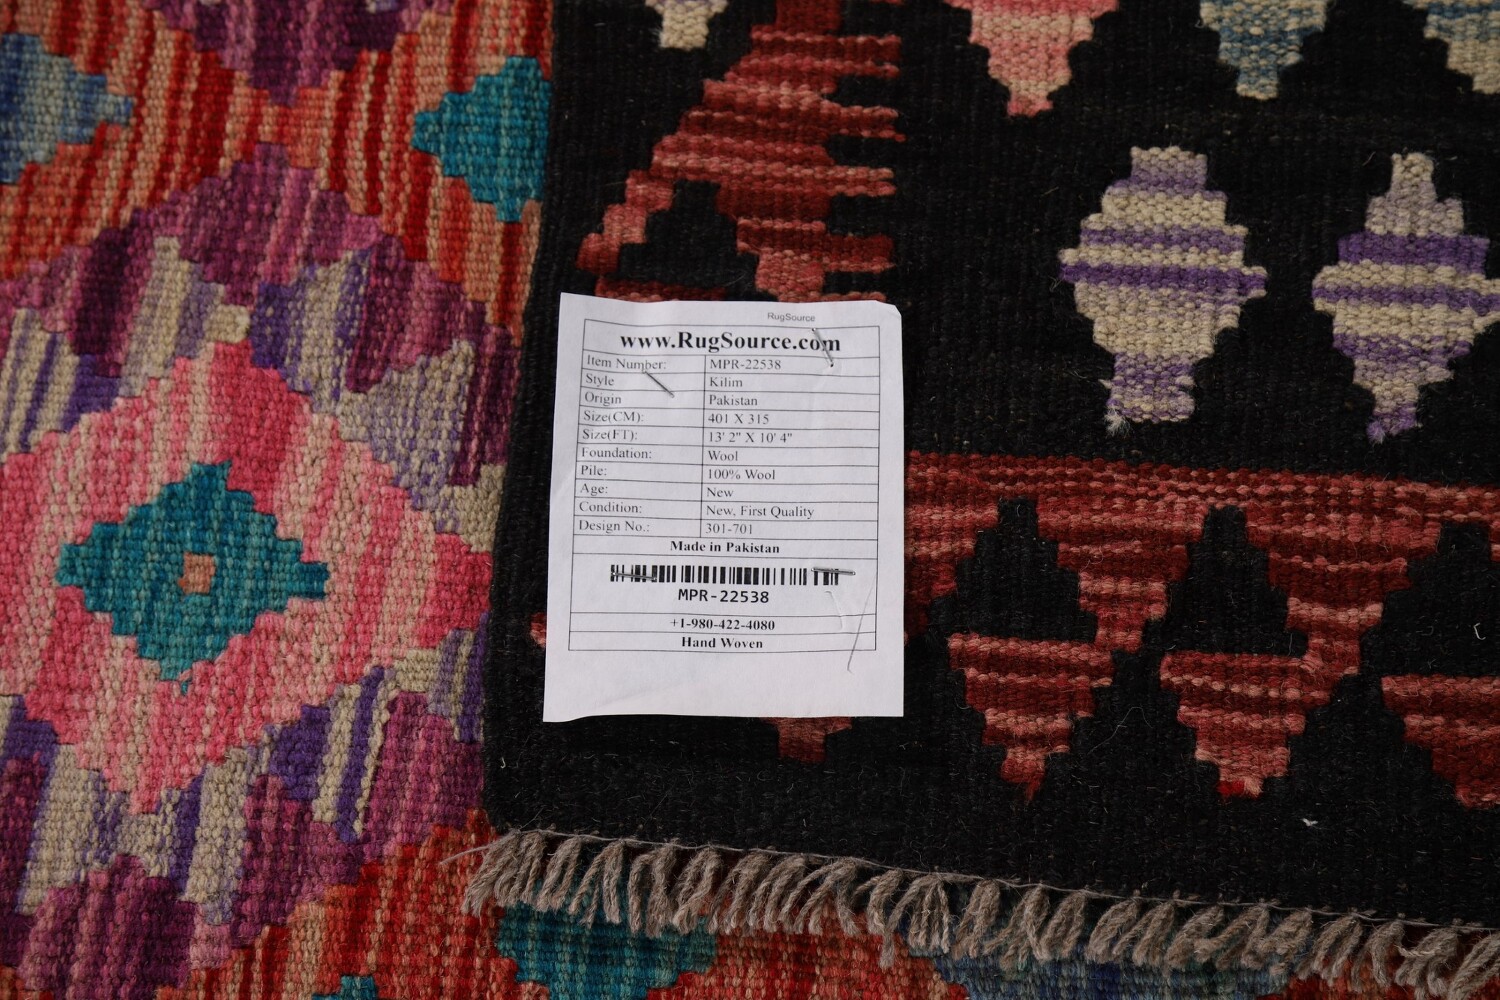 RugSource
www.RugSource.com
Item Number: MPR-22538
Style Kilim
Origin Pakistan
Size(CM): 401 X 315
Size(FT): 13' 2" X 10' 4"
Foundation: Wool
Pile: 100% Wool
Age: New
Condition: New, First Quality
Design No.: 301-701
Made in Pakistan
MPR-22538
+1-980-422-4080
Hand Woven